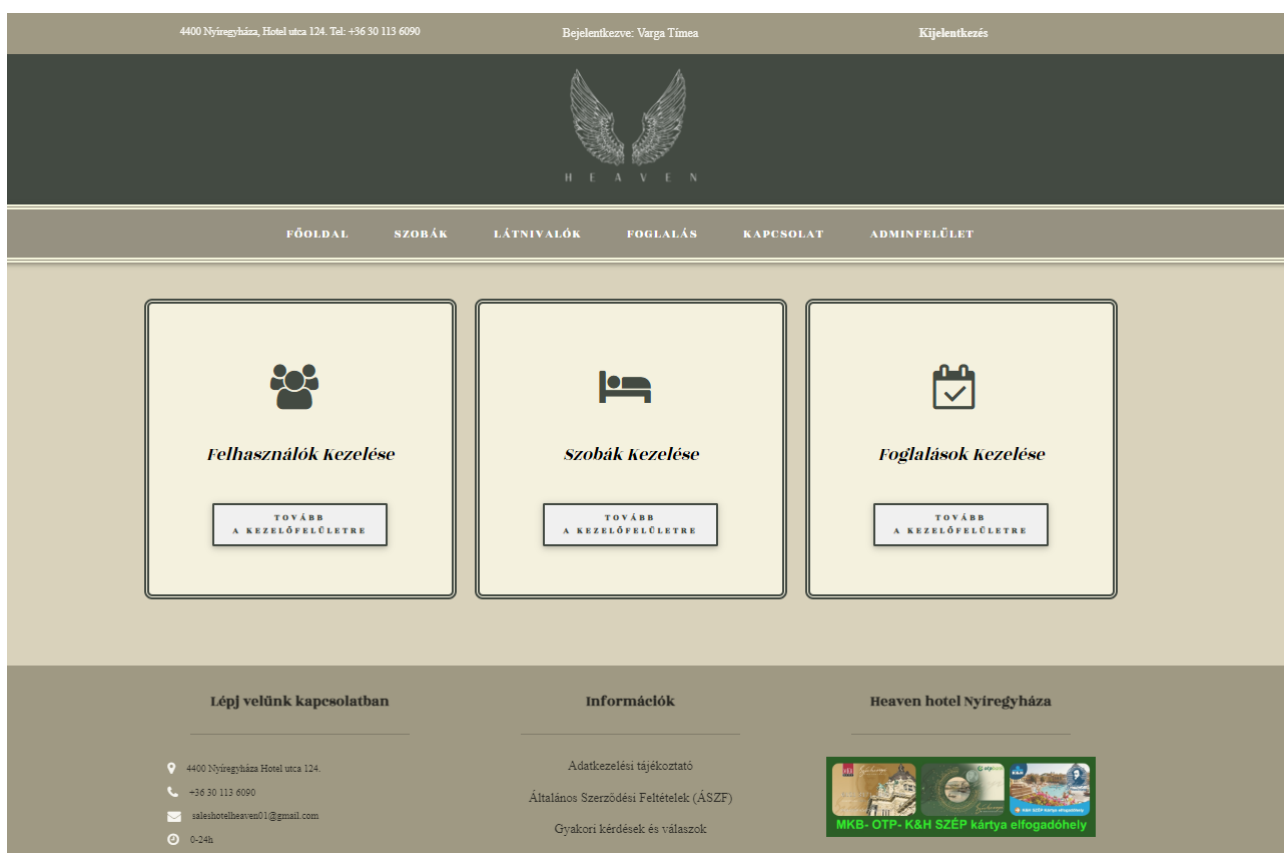 4400 Nyíregyháza, Hotel utca 124. Tel: +36 30 113 6090
Bejelentkezve: Varga Tímea
Kijelentkezés
HEAVEN
FŐOLDAL
SZOBÁK
LÁTNIVALÓK
FOGLALÁS
KAPCSOLAT
ADMINFELÜLET
Felhasználók Kezelése
TOVÁBB
A KEZELŐFELÜLETRE
Szobák Kezelése
TOVÁBB
A KEZELŐFELÜLETRE
Foglalások Kezelése
TOVÁBB
A KEZELŐFELÜLETRE
Lépj velünk kapcsolatban
4400 Nyíregyháza Hotel utca 124.
+36 30 113 6090
saleshotelheaven01@gmail.com
0-24h
Információk
Adatkezelési tájékoztató
Általános Szerződési Feltételek (ÁSZF)
Gyakori kérdések és válaszok
Heaven hotel Nyíregyháza
MKB- OTP- K&H SZÉP kártya elfogadóhely